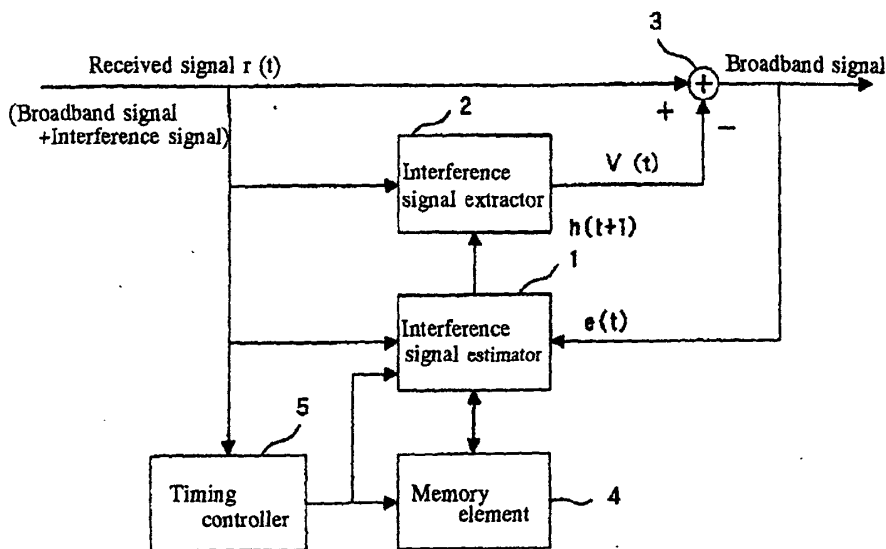 3
Received signal r (t)
Broadband signal
+
+
−
(Broadband signal
+Interference signal)
2
Interference
signal extractor
V (t)
h(t+1)
1
Interference
signal estimator
e(t)
5
Timing
controller
Memory
element
4